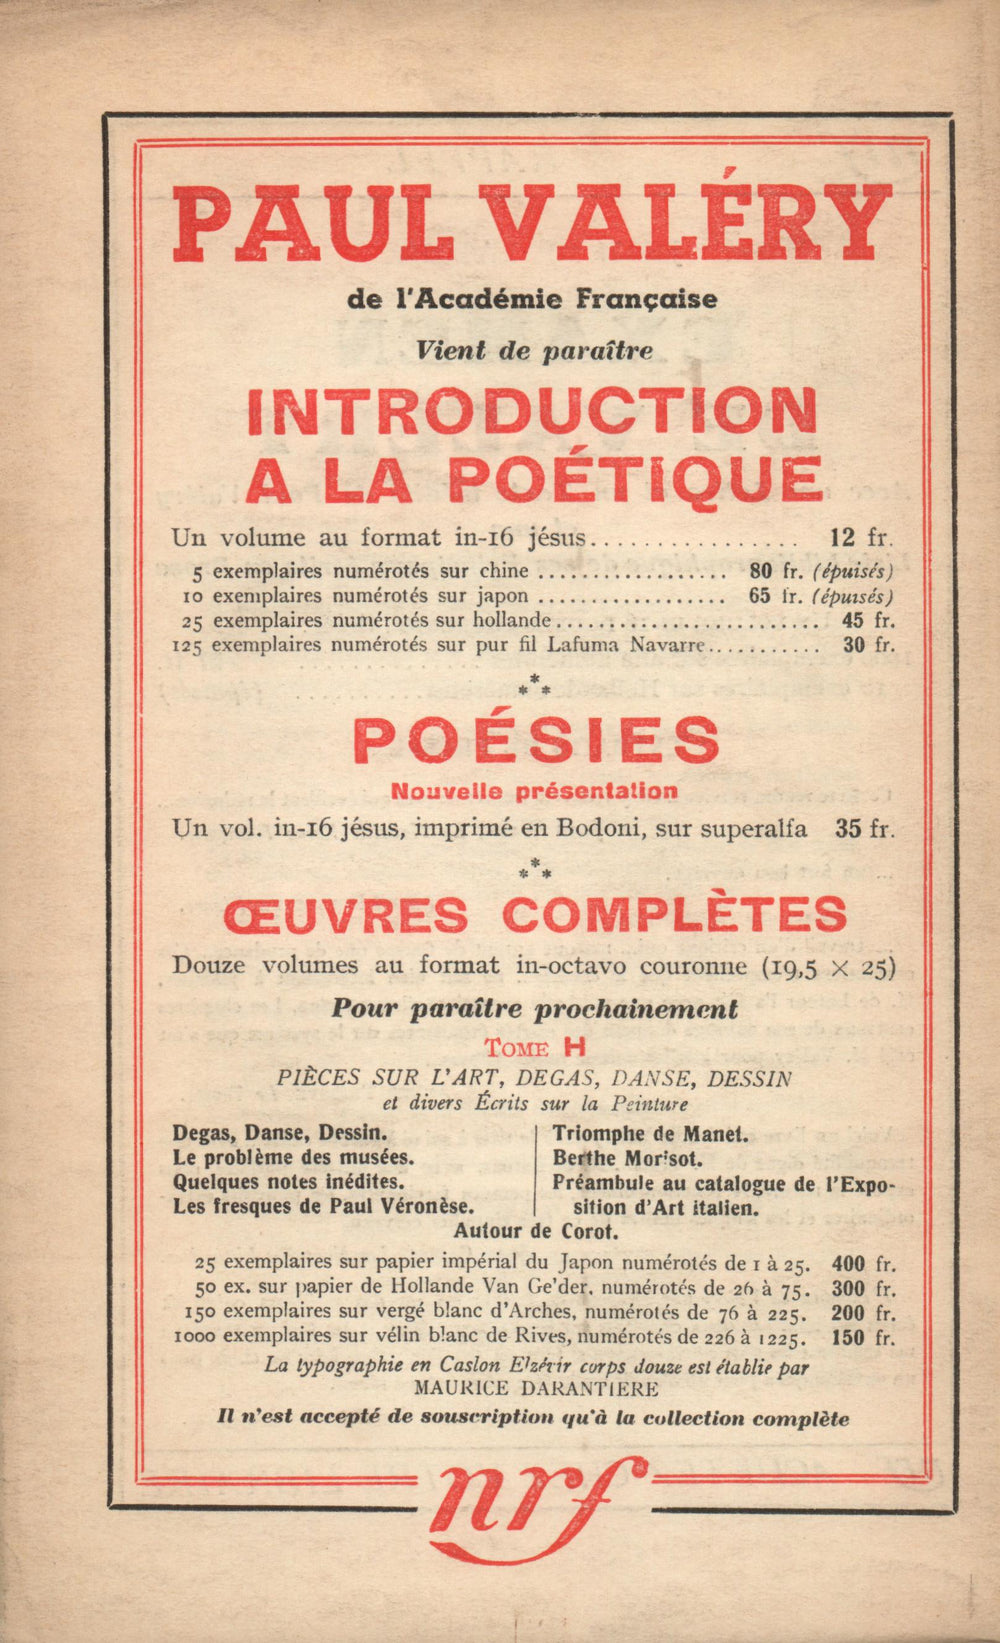 PAUL VALÉRY
de l'Académie Française
Vient de paraître
INTRODUCTION
A LA POÉTIQUE
Un volume au format in-16 jésus................ 12 fr.
5 exemplaires numérotés sur chine .................. 80 fr. (épuisés)
10 exemplaires numérotés sur japon .................. 65 fr. (épuisés)
25 exemplaires numérotés sur hollande......................... 45 fr.
125 exemplaires numérotés sur pur fil Lafuma Navarre........... 30 fr.
***
POÉSIES
Nouvelle présentation
Un vol. in-16 jésus, imprimé en Bodoni, sur superalfa 35 fr.
***
ŒUVRES COMPLÈTES
Douze volumes au format in-octavo couronne (19,5 × 25)
Pour paraître prochainement
TOME H
PIÈCES SUR L'ART, DEGAS, DANSE, DESSIN
et divers Écrits sur la Peinture
Degas, Danse, Dessin.
Le problème des musées.
Quelques notes inédites.
Les fresques de Paul Véronèse.
Triomphe de Manet.
Berthe Morisot.
Préambule au catalogue de l'Expo-
sition d'Art italien.
Autour de Corot.
25 exemplaires sur papier impérial du Japon numérotés de 1 à 25. 400 fr.
50 ex. sur papier de Hollande Van Gelder, numérotés de 26 à 75. 300 fr.
150 exemplaires sur vergé blanc d'Arches, numérotés de 76 à 225. 200 fr.
1000 exemplaires sur vélin blanc de Rives, numérotés de 226 à 1225. 150 fr.
La typographie en Caslon Elzévir corps douze est établie par
MAURICE DARANTIERE
Il n'est accepté de souscription qu'à la collection complète
nrf